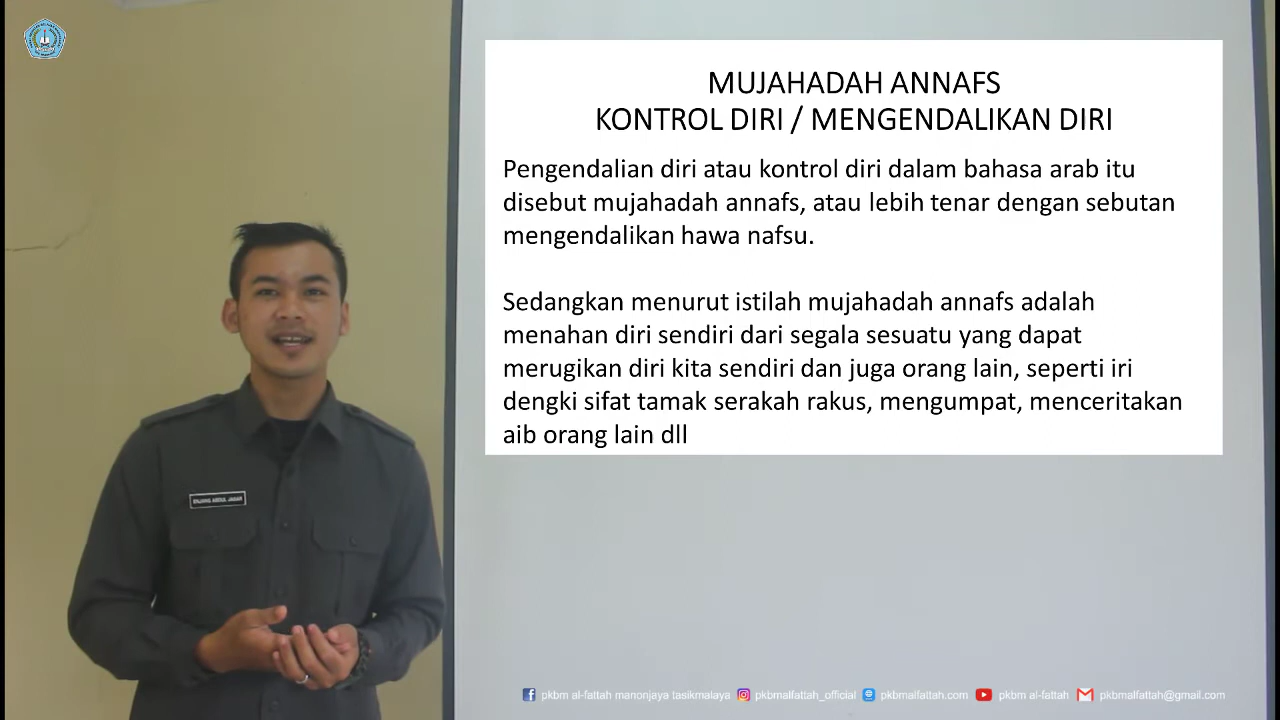 MUJAHADAH ANNAFS
KONTROL DIRI / MENGENDALIKAN DIRI
Pengendalian diri atau kontrol diri dalam bahasa arab itu
disebut mujahadah annafs, atau lebih tenar dengan sebutan
mengendalikan hawa nafsu.
Sedangkan menurut istilah mujahadah annafs adalah
menahan diri sendiri dari segala sesuatu yang dapat
merugikan diri kita sendiri dan juga orang lain, seperti iri
dengki sifat tamak serakah rakus, mengumpat, menceritakan
aib orang lain dll
ENJANG ABDUL JABAR
pkbm al-fattah manonjaya tasikmalaya pkbmalfattah_official pkbmalfattah.com pkbm al-fattah pkbmalfattah@gmail.com